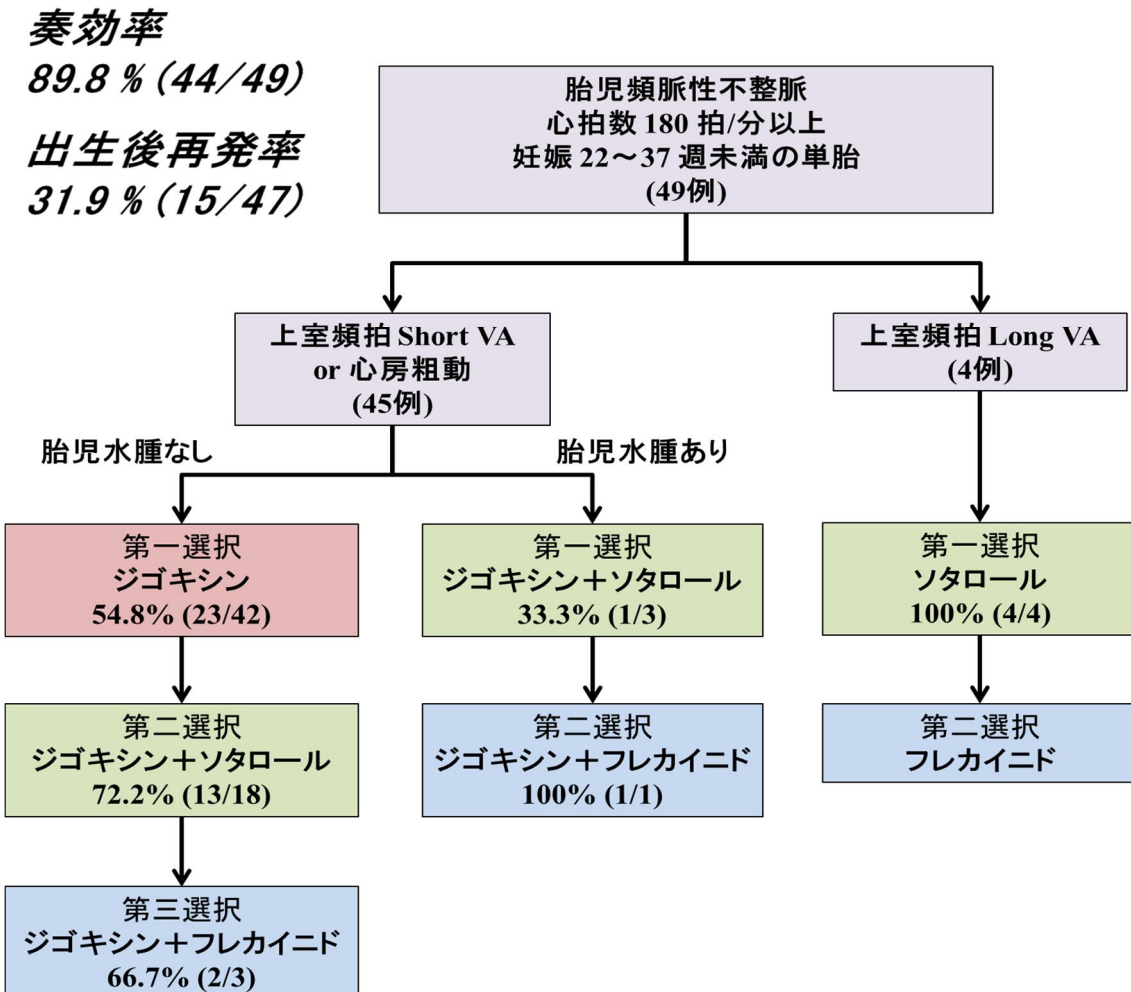 奏効率
89.8 % (44/49)
出生後再発率
31.9 % (15/47)
胎児頻脈性不整脈
心拍数 180 拍/分以上
妊娠 22～37 週未満の単胎
(49例)
上室頻拍 Short VA
or 心房粗動
(45例)
上室頻拍 Long VA
(4例)
胎児水腫なし
胎児水腫あり
第一選択
ジゴキシン
54.8% (23/42)
第一選択
ジゴキシン＋ソタロール
33.3% (1/3)
第一選択
ソタロール
100% (4/4)
第二選択
ジゴキシン＋ソタロール
72.2% (13/18)
第二選択
ジゴキシン＋フレカイニド
100% (1/1)
第二選択
フレカイニド
第三選択
ジゴキシン＋フレカイニド
66.7% (2/3)